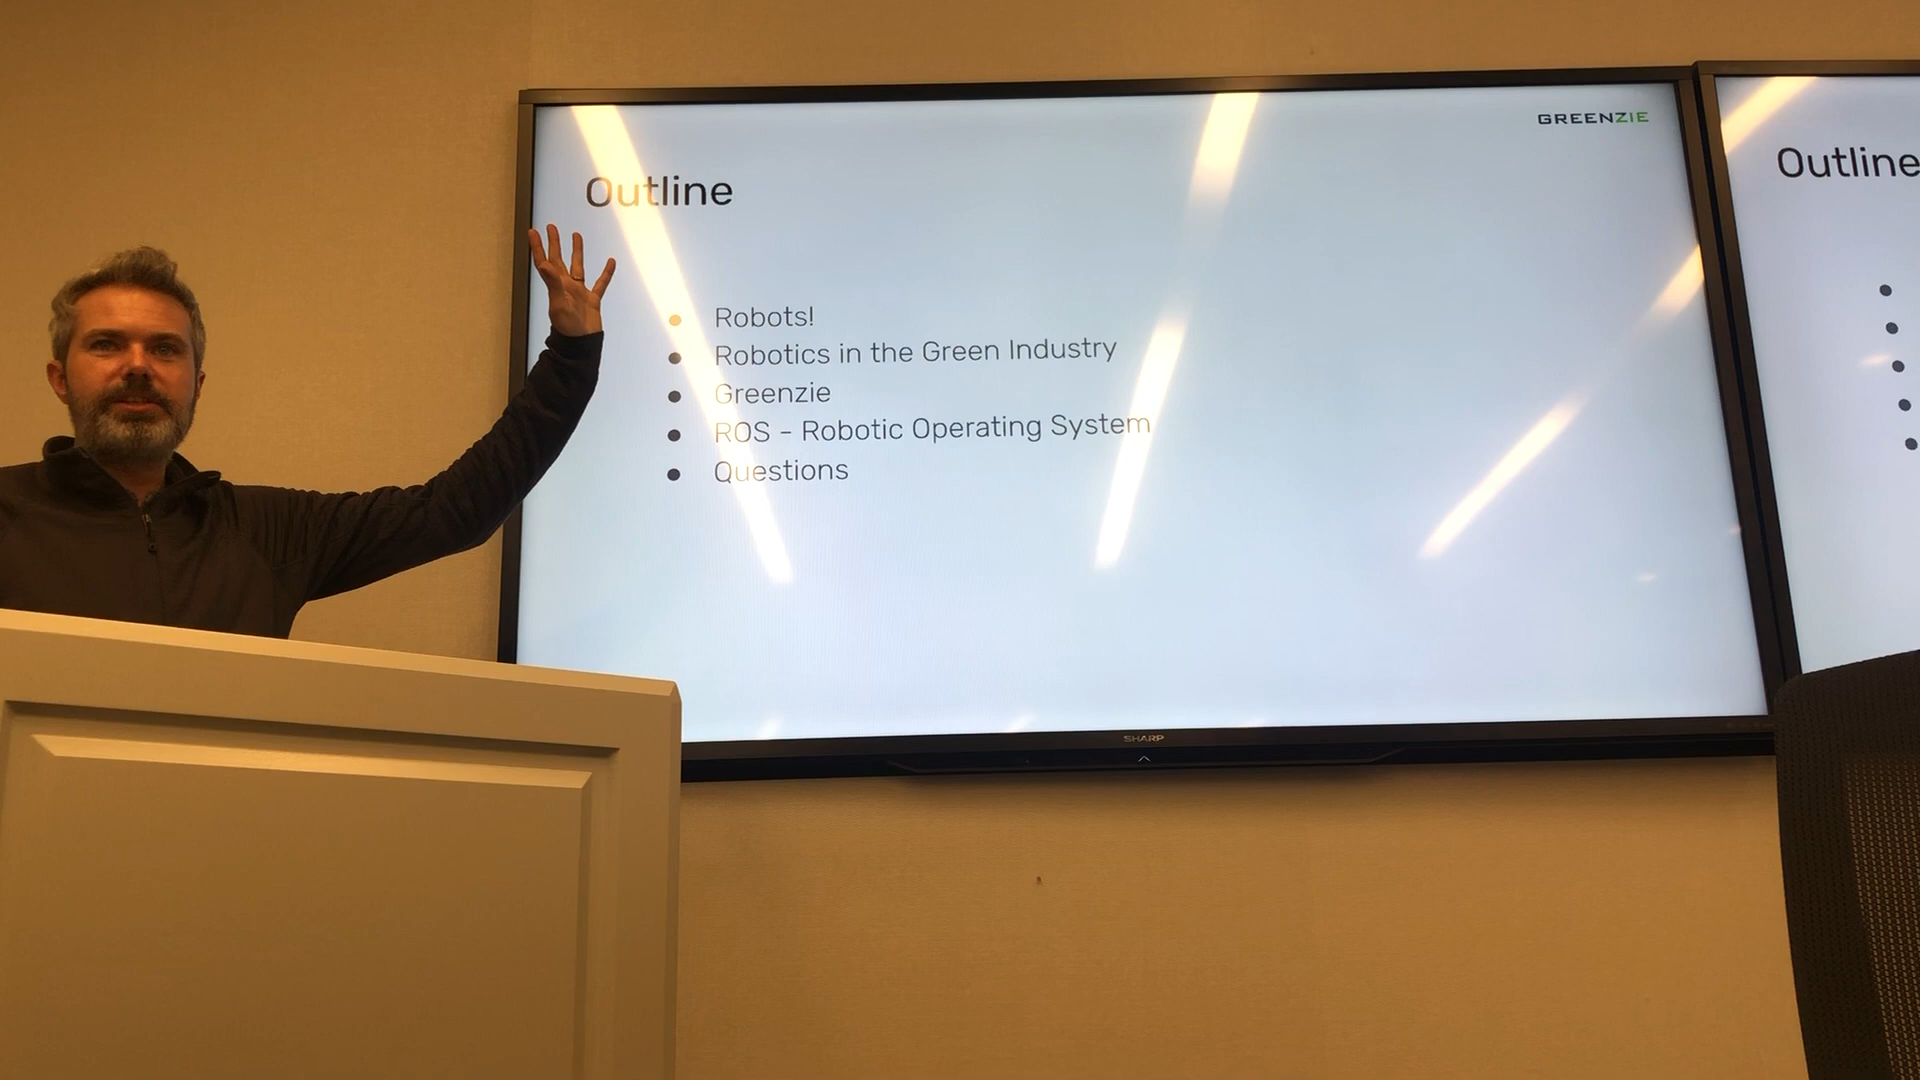 GREENZIE
Outline
Robots!
Robotics in the Green Industry
Greenzie
ROS - Robotic Operating System
Questions
SHARP
Outline